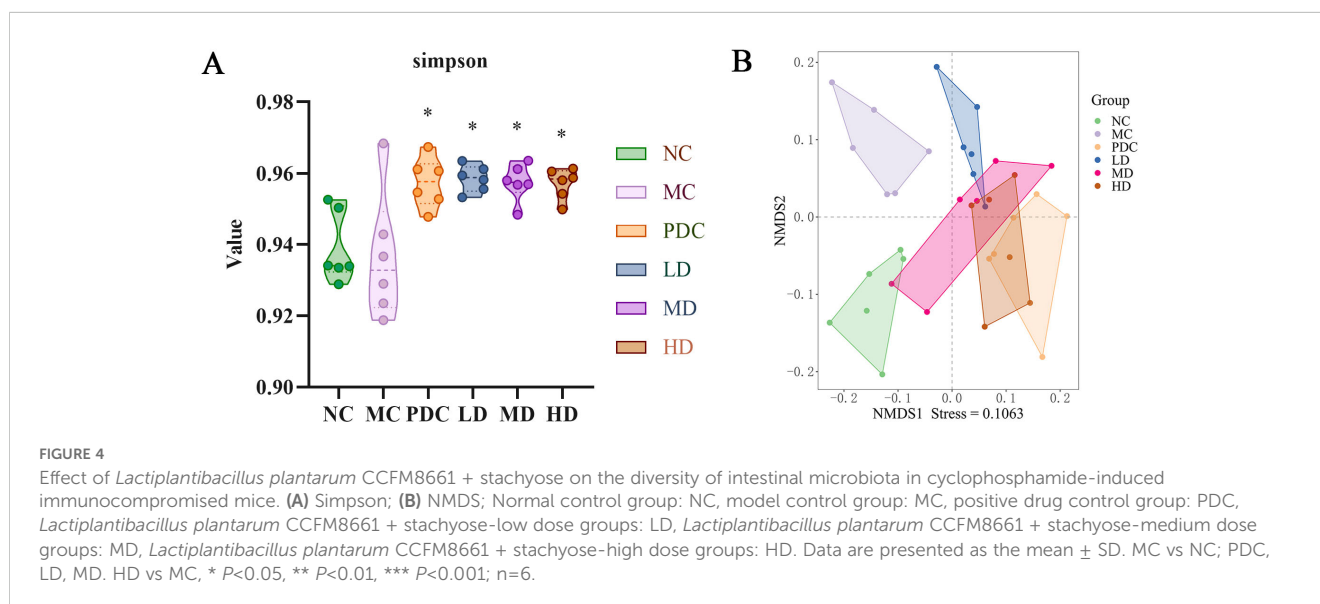 A
simpson
Value
0.98
0.96
0.94
0.92
0.90
*
*
*
*
NC
MC
PDC
LD
MD
HD
NC
MC
PDC
LD
MD
HD
B
NMDS2
0.2
0.1
0.0
-0.1
-0.2
-0.2
-0.1
0.0
0.1
0.2
NMDS1 Stress = 0.1063
Group
NC
MC
PDC
LD
MD
HD
FIGURE 4
Effect of Lactiplantibacillus plantarum CCFM8661 + stachyose on the diversity of intestinal microbiota in cyclophosphamide-induced
immunocompromised mice. (A) Simpson; (B) NMDS; Normal control group: NC, model control group: MC, positive drug control group: PDC,
Lactiplantibacillus plantarum CCFM8661 + stachyose-low dose groups: LD, Lactiplantibacillus plantarum CCFM8661 + stachyose-medium dose
groups: MD, Lactiplantibacillus plantarum CCFM8661 + stachyose-high dose groups: HD. Data are presented as the mean ± SD. MC vs NC; PDC,
LD, MD. HD vs MC, * P<0.05, ** P<0.01, *** P<0.001; n=6.